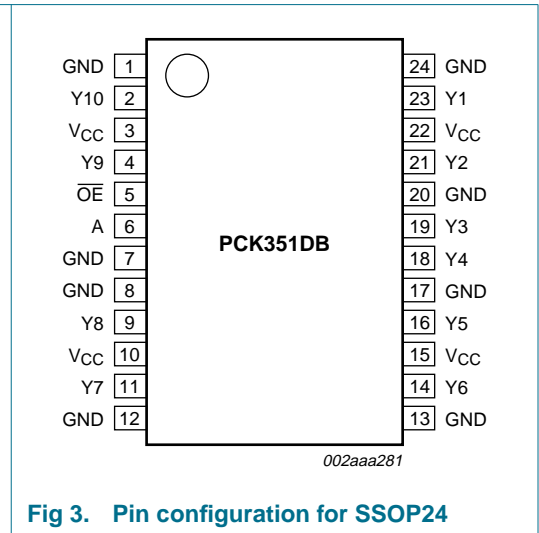 GND 1 24 GND
Y10 2 23 Y1
VCC 3 22 VCC
Y9 4 21 Y2
O̅E̅ 5 20 GND
A 6 19 Y3
PCK351DB
GND 7 18 Y4
GND 8 17 GND
Y8 9 16 Y5
VCC 10 15 VCC
Y7 11 14 Y6
GND 12 13 GND
002aaa281
Fig 3. Pin configuration for SSOP24